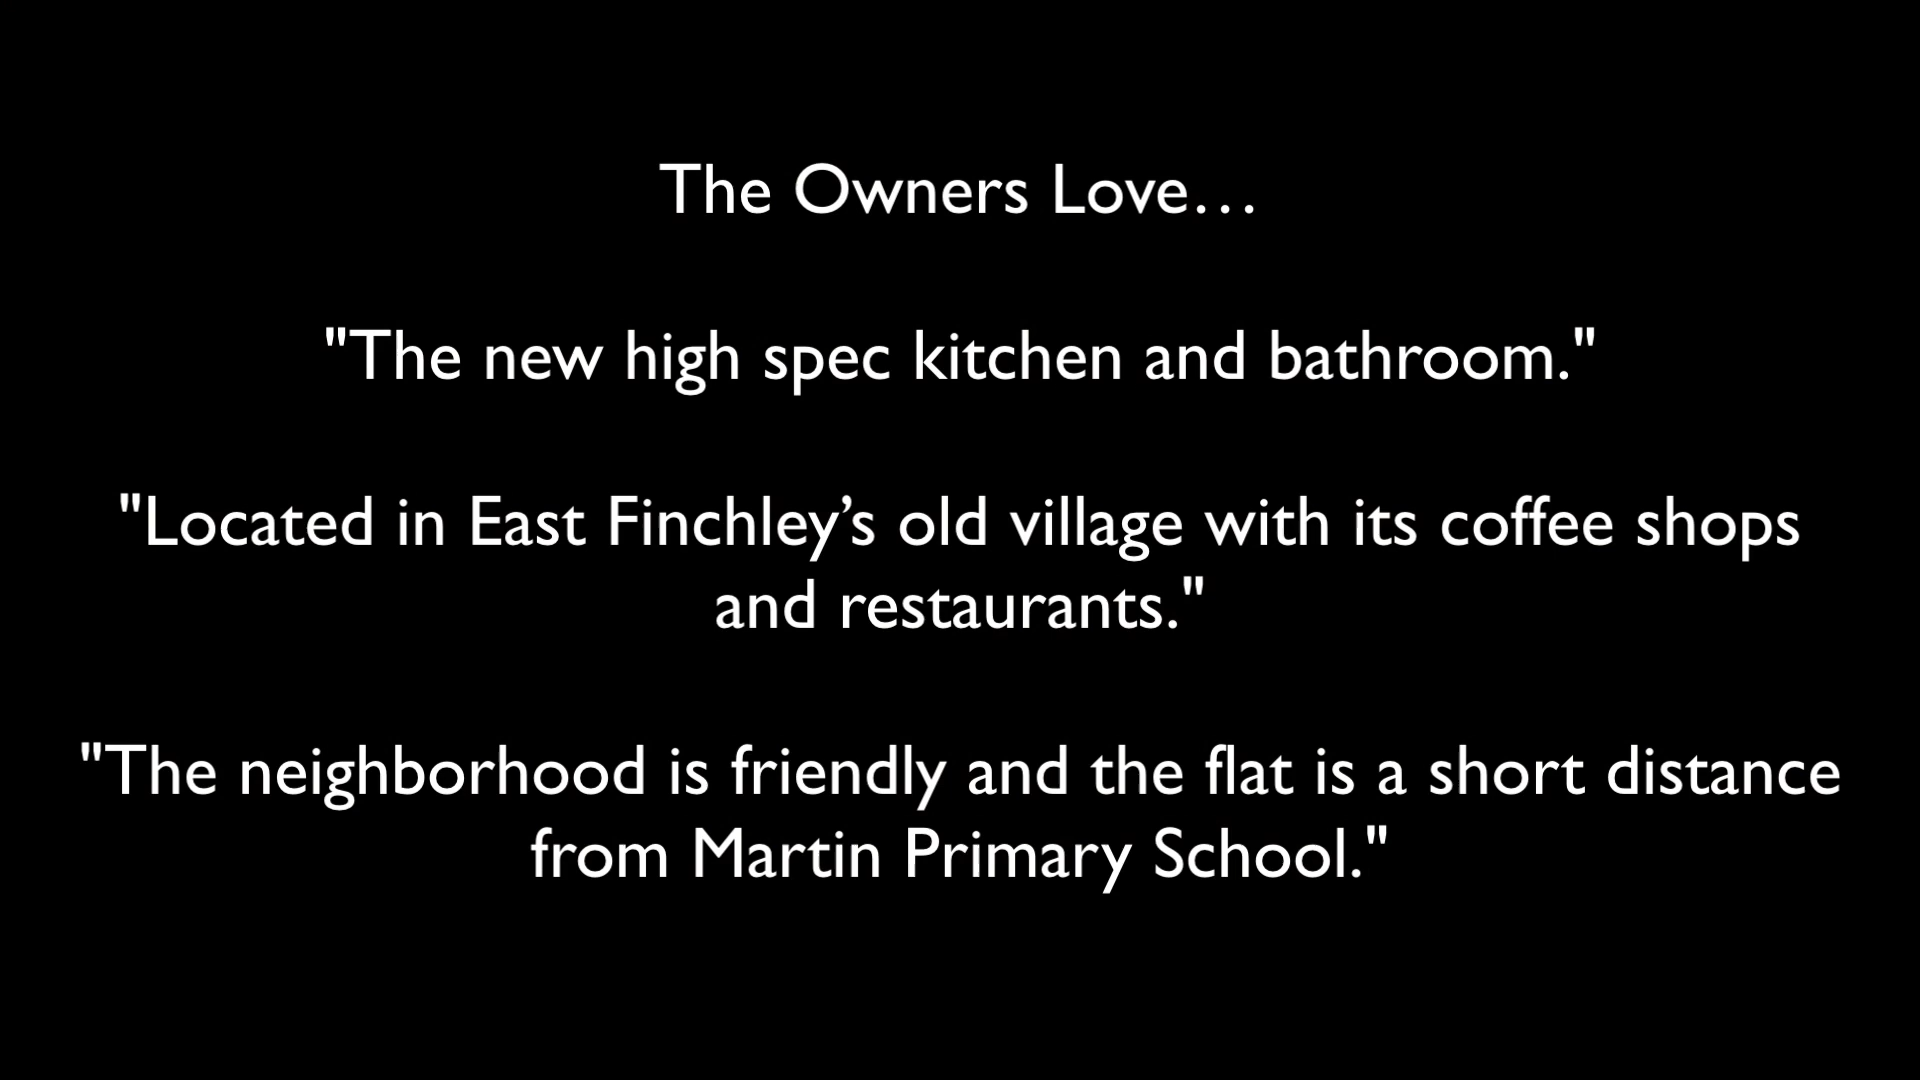 The Owners Love…
"The new high spec kitchen and bathroom."
"Located in East Finchley’s old village with its coffee shops
and restaurants."
"The neighborhood is friendly and the flat is a short distance
from Martin Primary School."